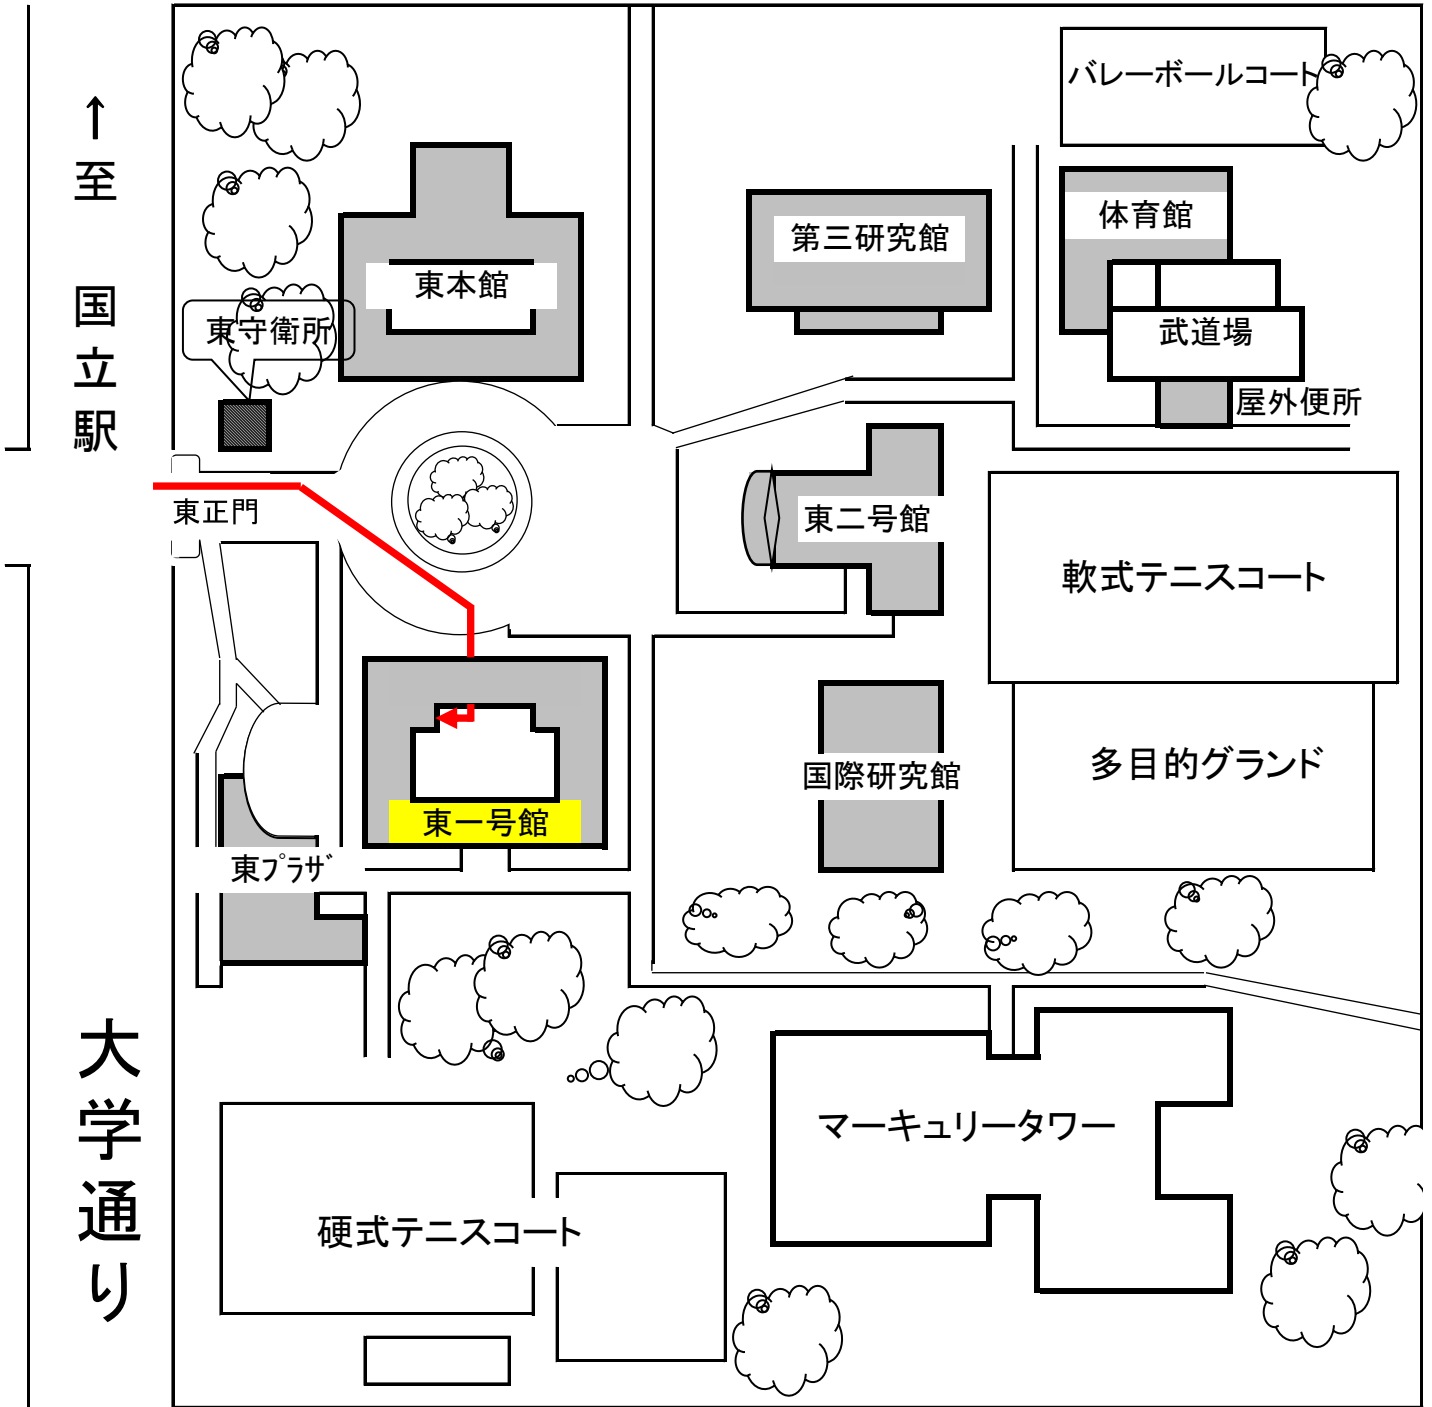 ↑至 国立駅
大学通り
バレーボールコート
体育館
第三研究館
東本館
東守衛所
武道場
屋外便所
東正門
東二号館
軟式テニスコート
国際研究館
多目的グランド
東一号館
東プラザ
マーキュリータワー
硬式テニスコート